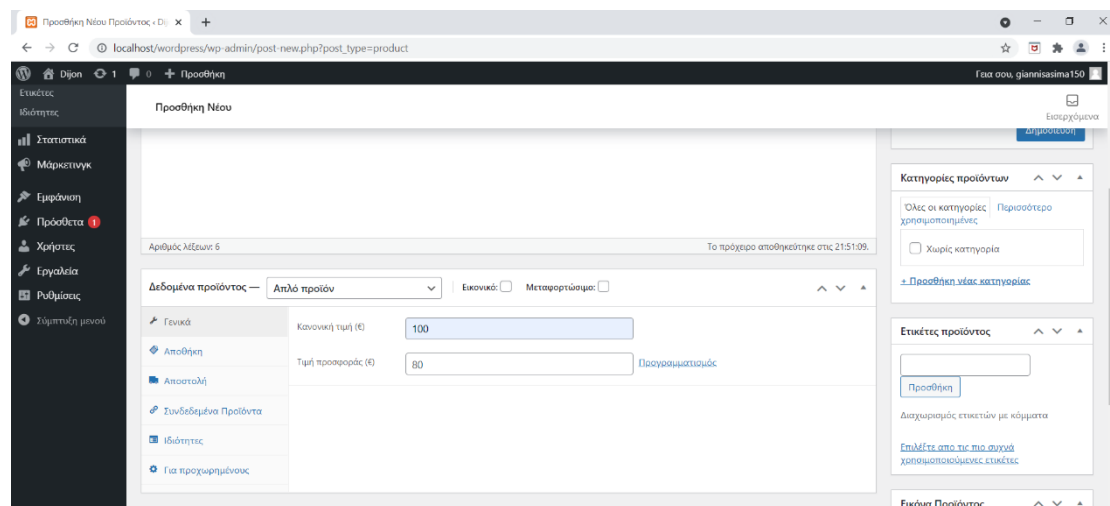 Προσθήκη Νέου Προϊόντος ‹ Dij
localhost/wordpress/wp-admin/post-new.php?post_type=product
Dijon 1 0 Προσθήκη
Γεια σου, giannisasima150
Ετικέτες
Ιδιότητες
Στατιστικά
Μάρκετινγκ
Εμφάνιση
Πρόσθετα 1
Χρήστες
Εργαλεία
Ρυθμίσεις
Σύμπτυξη μενού
Προσθήκη Νέου
Εισερχόμενα
Αριθμός λέξεων: 6
Το πρόχειρο αποθηκεύτηκε στις 21:51:09.
Δεδομένα προϊόντος — Απλό προϊόν Εικονικό: Μεταφορτώσιμο:
Γενικά
Αποθήκη
Αποστολή
Συνδεδεμένα Προϊόντα
Ιδιότητες
Για προχωρημένους
Κανονική τιμή (€) 100
Τιμή προσφοράς (€) 80 Προγραμματισμός
Δημοσίευση
Κατηγορίες προϊόντων
Όλες οι κατηγορίες Περισσότερο
χρησιμοποιημένες
Χωρίς κατηγορία
+ Προσθήκη νέας κατηγορίας
Ετικέτες προϊόντος
Προσθήκη
Διαχωρισμός ετικετών με κόμματα
Επιλέξτε απο τις πιο συχνά
χρησιμοποιούμενες ετικέτες
Εικόνα Προϊόντος